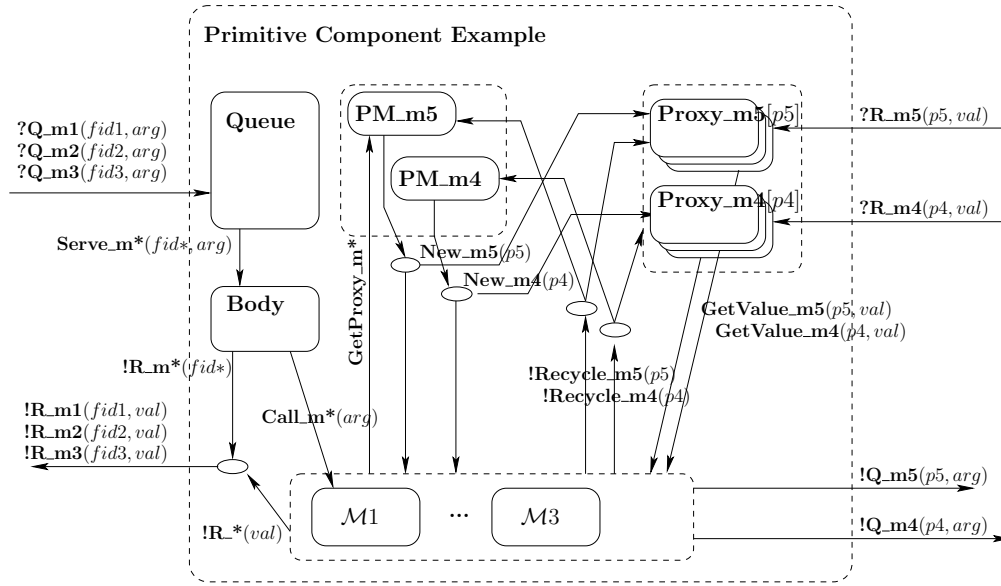 Primitive Component Example
Queue
PM_m5
Proxy_m5[p5]
?Q_m1(fid1, arg)
?Q_m2(fid2, arg)
?Q_m3(fid3, arg)
?R_m5(p5, val)
PM_m4
Proxy_m4[p4]
?R_m4(p4, val)
Serve_m*(fid*, arg)
GetProxy_m*
New_m5(p5)
New_m4(p4)
Body
GetValue_m5(p5, val)
GetValue_m4(p4, val)
!R_m*(fid*)
!Recycle_m5(p5)
!Recycle_m4(p4)
!R_m1(fid1, val)
!R_m2(fid2, val)
!R_m3(fid3, val)
Call_m*(arg)
!Q_m5(p5, arg)
M1
...
M3
!R_*(val)
!Q_m4(p4, arg)